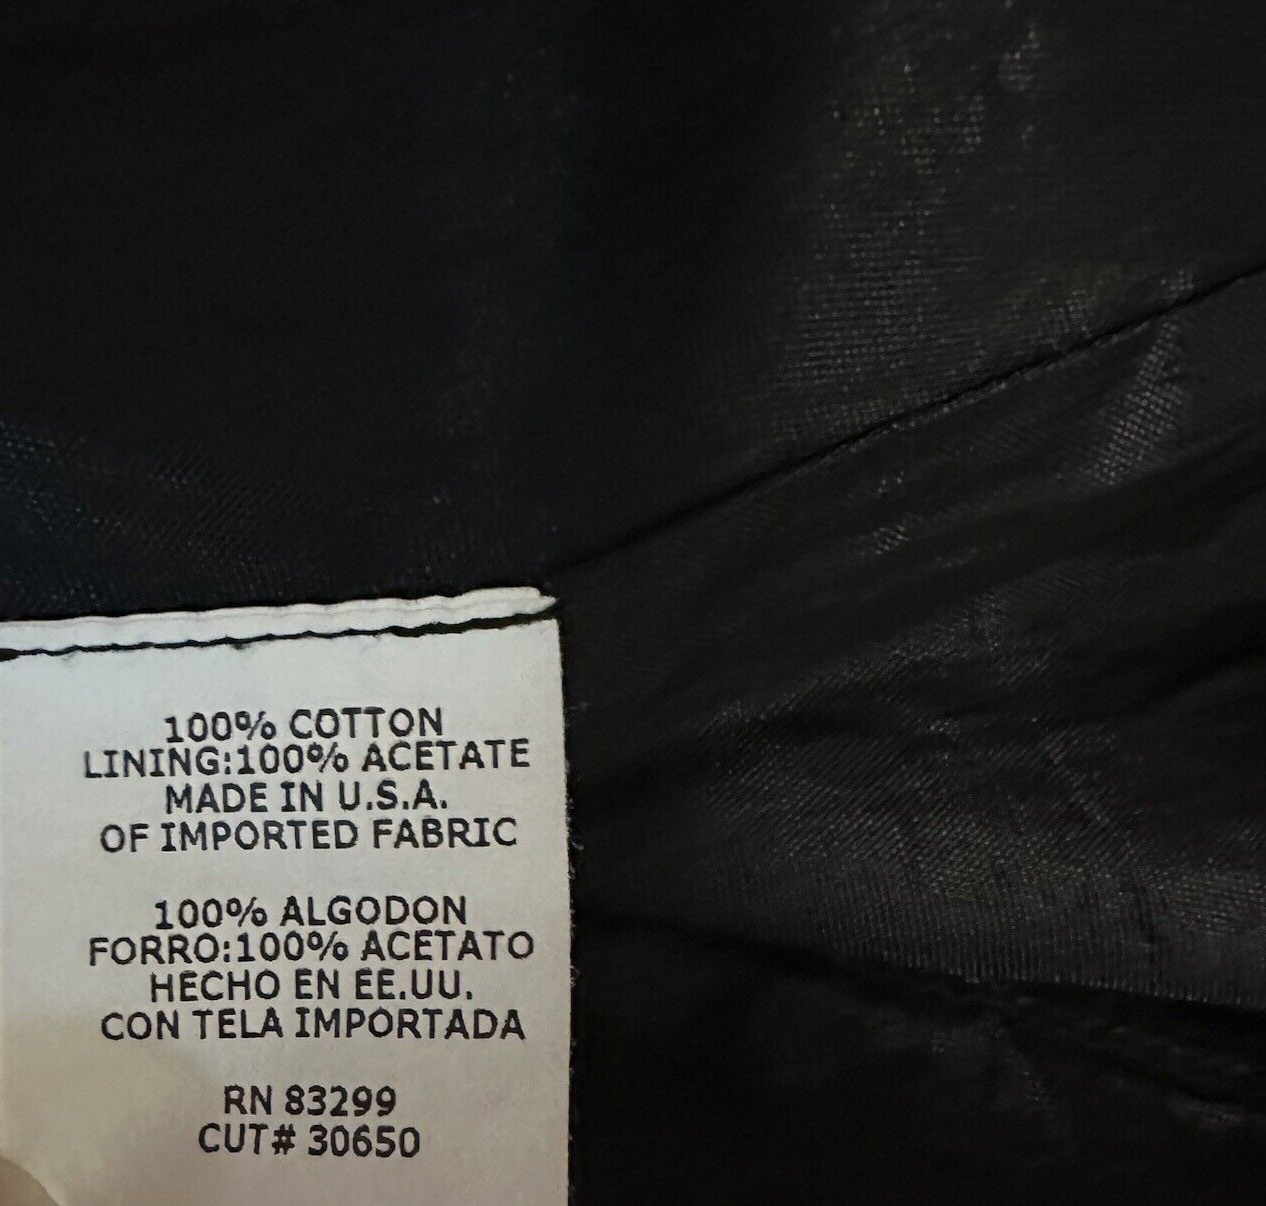 100% COTTON
LINING:100% ACETATE
MADE IN U.S.A.
OF IMPORTED FABRIC
100% ALGODON
FORRO:100% ACETATO
HECHO EN EE.UU.
CON TELA IMPORTADA
RN 83299
CUT# 30650